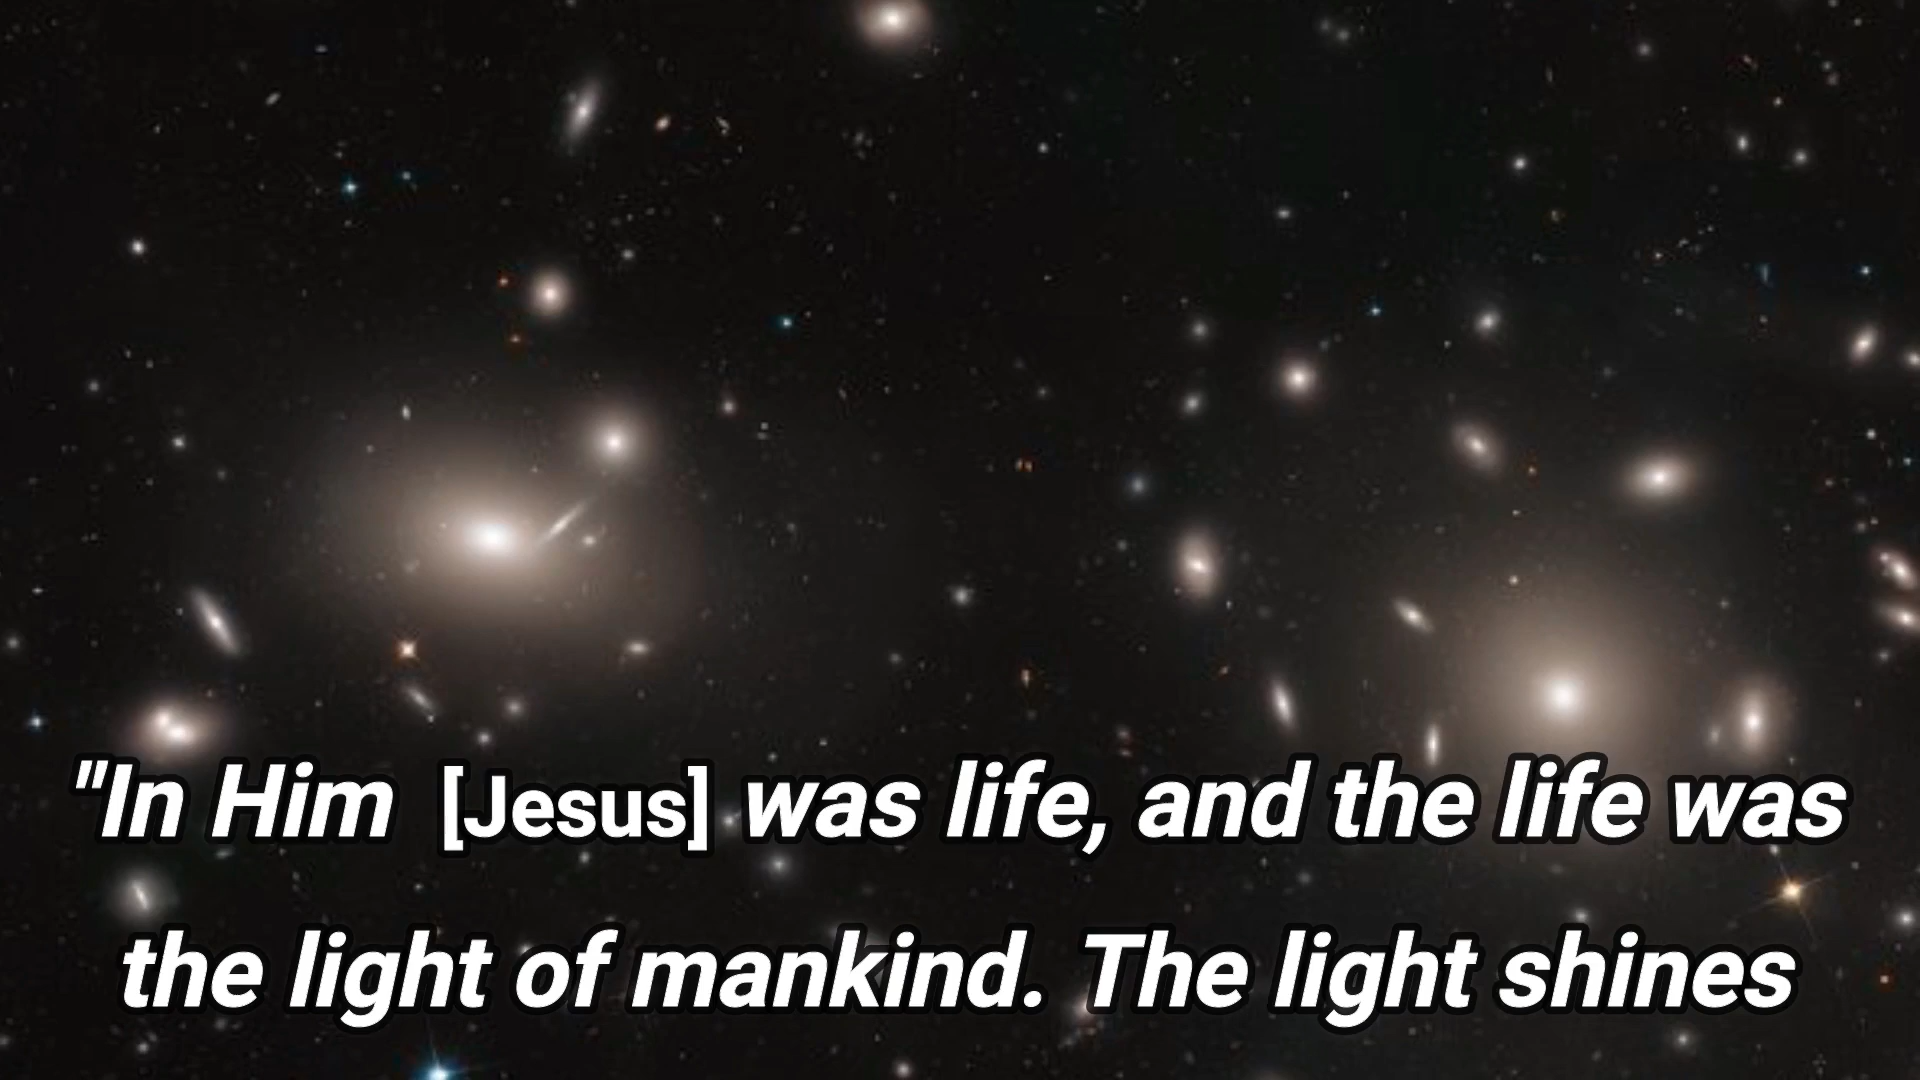 "In Him [Jesus] was life, and the life was
the light of mankind. The light shines